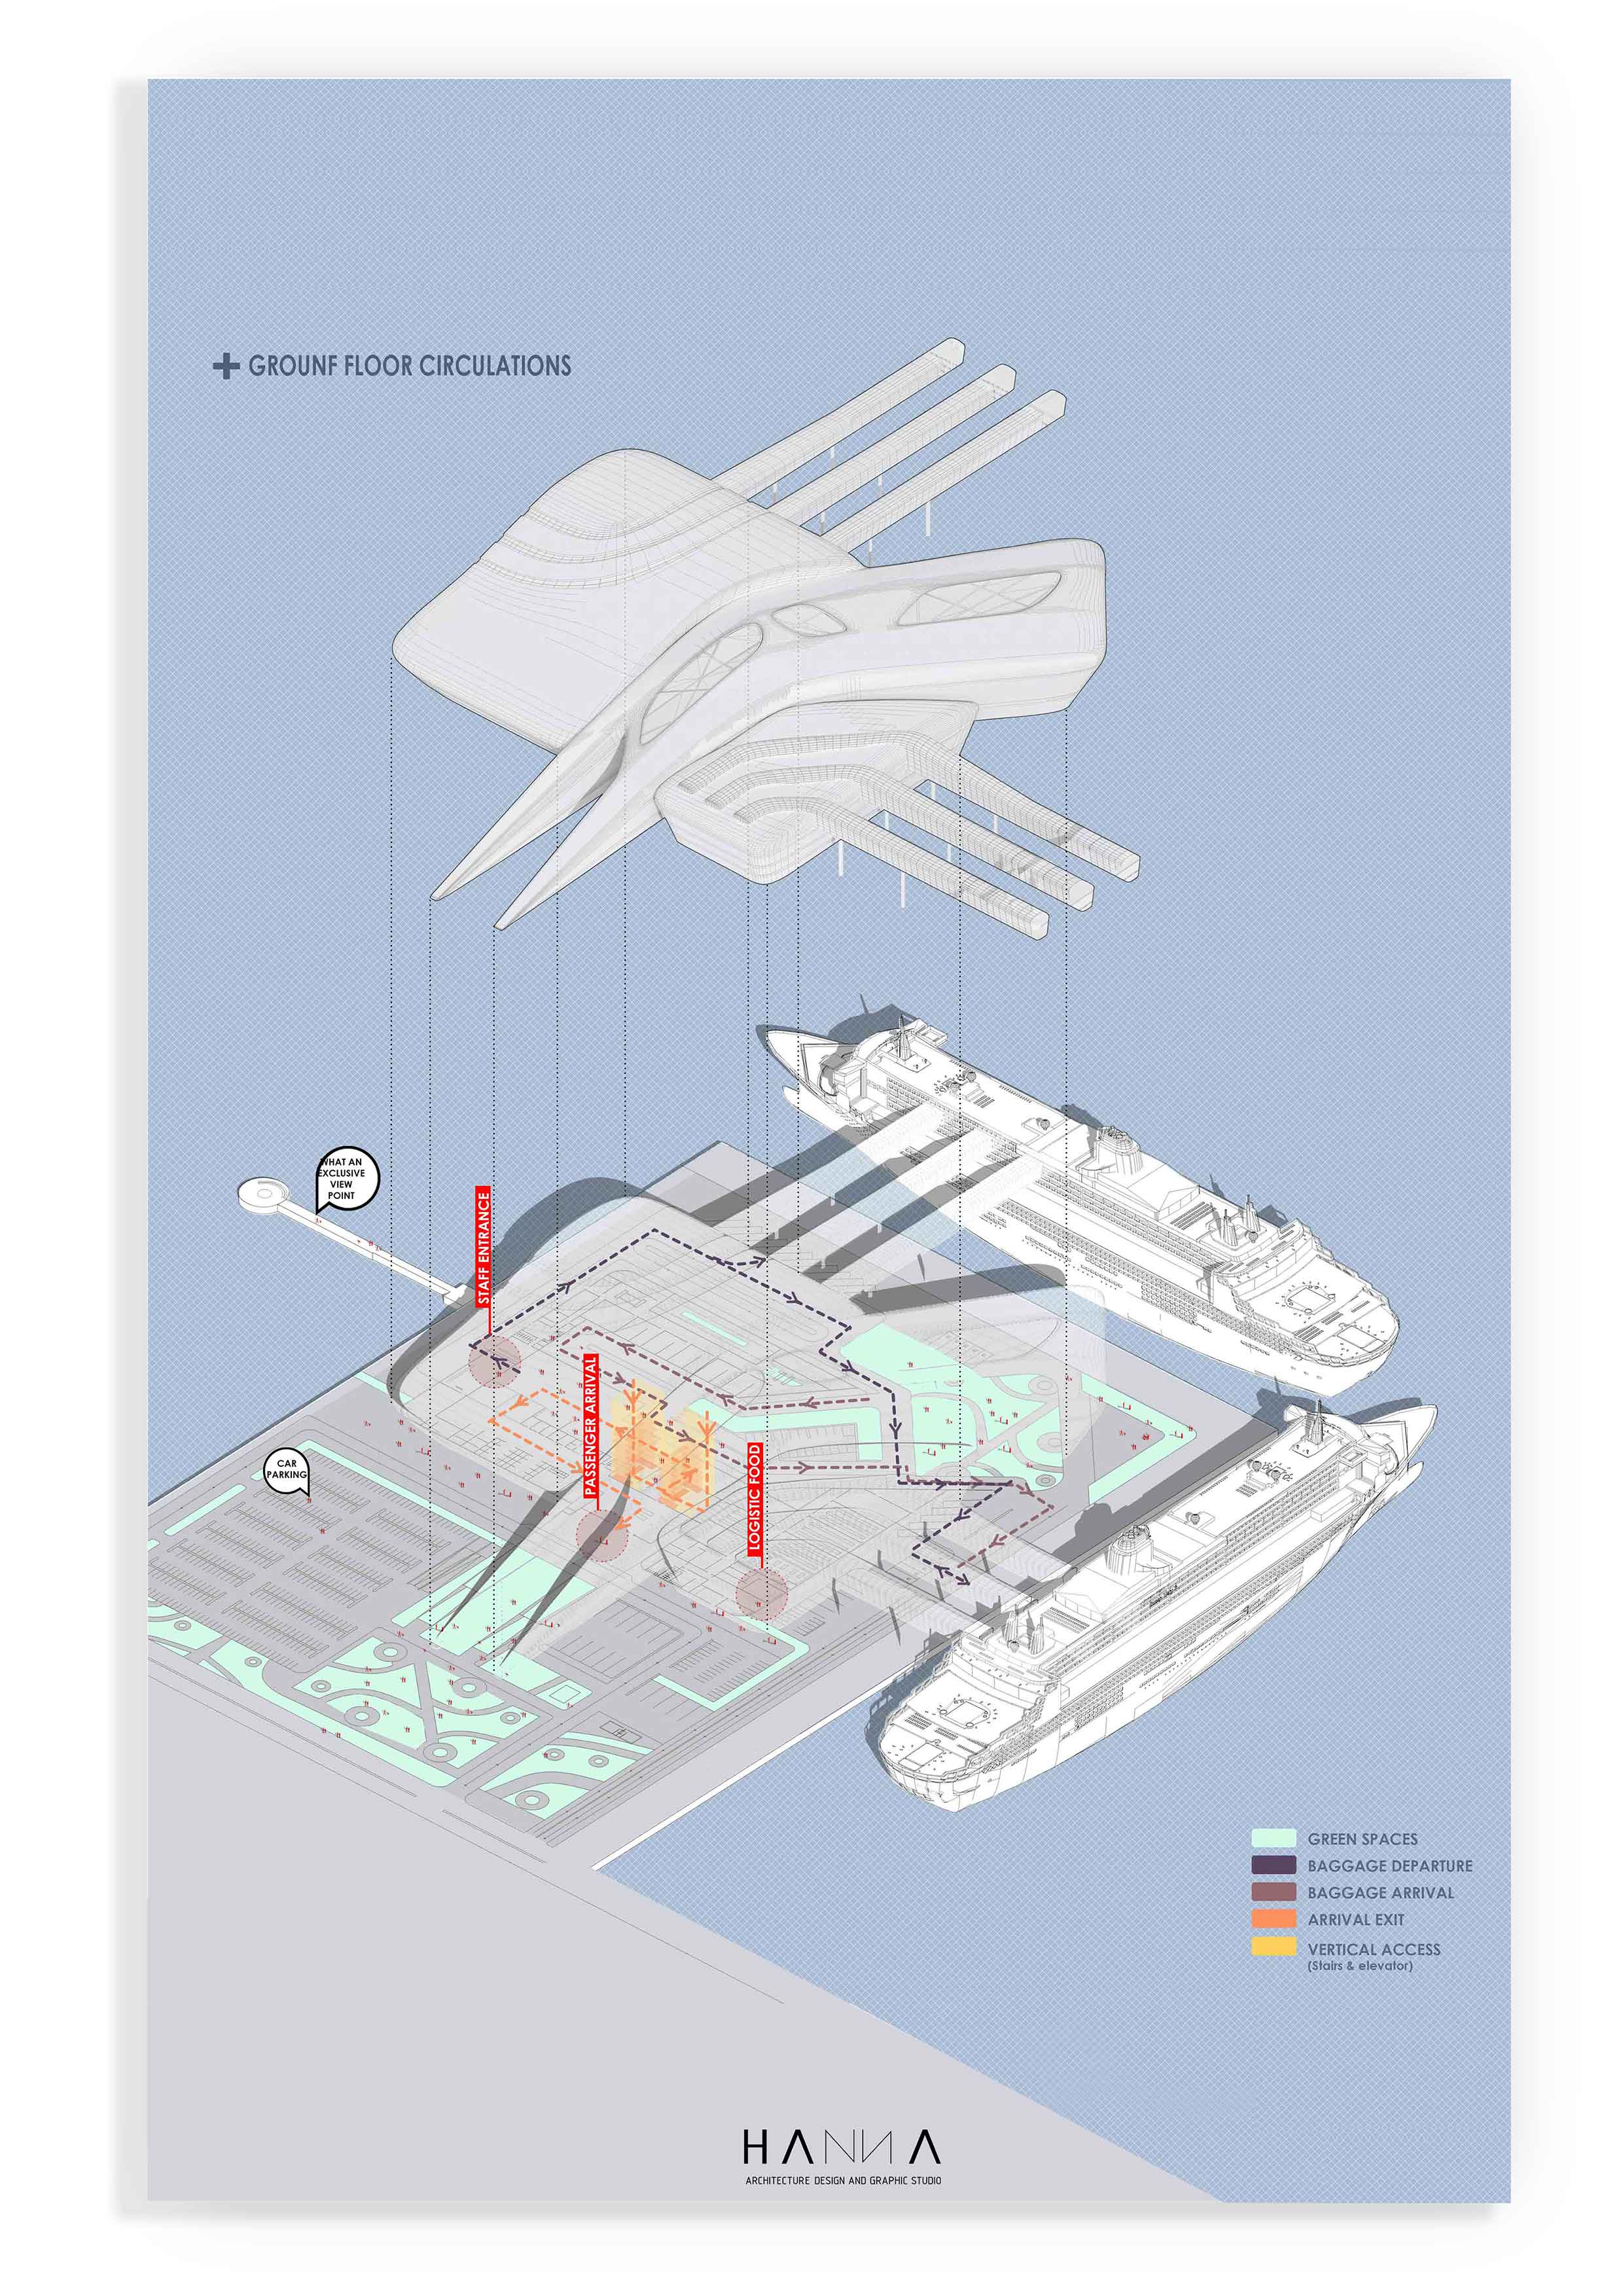 GROUNF FLOOR CIRCULATIONS
WHAT AN
EXCLUSIVE
VIEW
POINT
STAFF ENTRANCE
PASSENGER ARRIVAL
LOGISTIC FOOD
CAR
PARKING
GREEN SPACES
BAGGAGE DEPARTURE
BAGGAGE ARRIVAL
ARRIVAL EXIT
VERTICAL ACCESS
(Stairs & elevator)
HANNA
ARCHITECTURE DESIGN AND GRAPHIC STUDIO